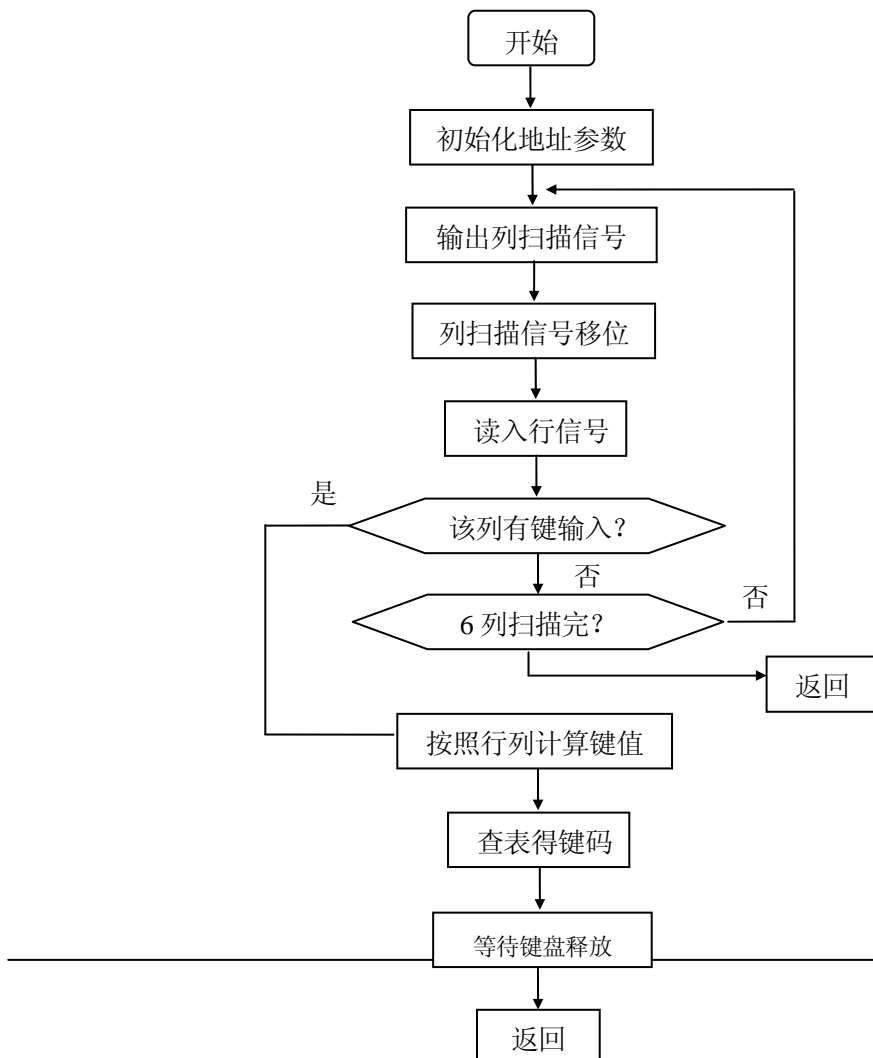 开始
初始化地址参数
输出列扫描信号
列扫描信号移位
读入行信号
是
该列有键输入？
否
否
6 列扫描完？
返回
按照行列计算键值
查表得键码
等待键盘释放
返回